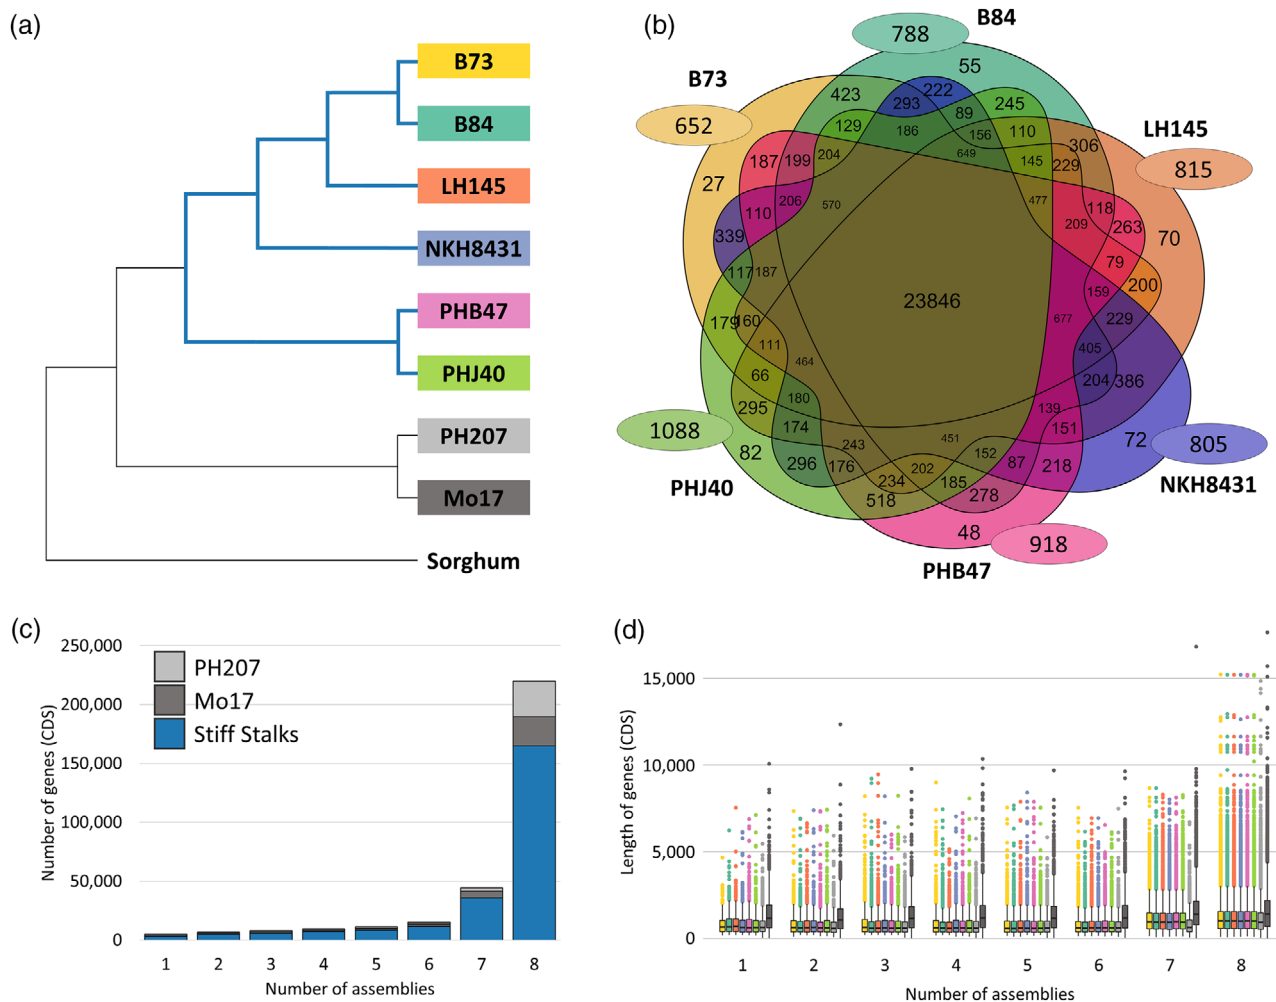 (a)
B73
B84
LH145
NKH8431
PHB47
PHJ40
PH207
Mo17
Sorghum
(b)
B84
788
55
B73
652
LH145
815
423
293
222
89
245
129
186
156
110
306
649
145
229
187
199
204
27
206
570
477
118
209
263
70
110
339
79
200
117
187
159
23846
229
677
179
160
405
111
464
204
386
66
180
139
295
174
151
1088
82
243
451
152
72
805
296
176
202
87
218
234
185
278
518
PHJ40
NKH8431
48
918
PHB47
(c)
250,000
200,000
150,000
100,000
50,000
0
Number of genes (CDS)
PH207
Mo17
Stiff Stalks
1 2 3 4 5 6 7 8
Number of assemblies
(d)
15,000
10,000
5,000
0
Length of genes (CDS)
1 2 3 4 5 6 7 8
Number of assemblies